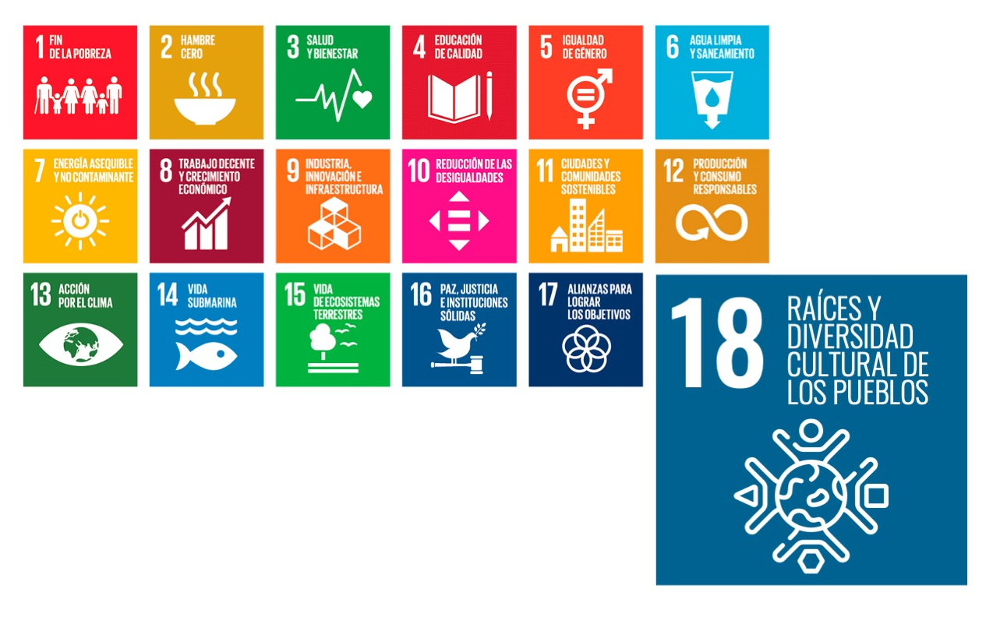 1 FIN
DE LA POBREZA
2 HAMBRE
CERO
3 SALUD
Y BIENESTAR
4 EDUCACIÓN
DE CALIDAD
5 IGUALDAD
DE GÉNERO
6 AGUA LIMPIA
Y SANEAMIENTO
7 ENERGÍA ASEQUIBLE
Y NO CONTAMINANTE
8 TRABAJO DECENTE
Y CRECIMIENTO
ECONÓMICO
9 INDUSTRIA,
INNOVACIÓN E
INFRAESTRUCTURA
10 REDUCCIÓN DE LAS
DESIGUALDADES
11 CIUDADES Y
COMUNIDADES
SOSTENIBLES
12 PRODUCCIÓN
Y CONSUMO
RESPONSABLES
13 ACCIÓN
POR EL CLIMA
14 VIDA
SUBMARINA
15 VIDA
DE ECOSISTEMAS
TERRESTRES
16 PAZ, JUSTICIA
E INSTITUCIONES
SÓLIDAS
17 ALIANZAS PARA
LOGRAR
LOS OBJETIVOS
18 RAÍCES Y
DIVERSIDAD
CULTURAL DE
LOS PUEBLOS